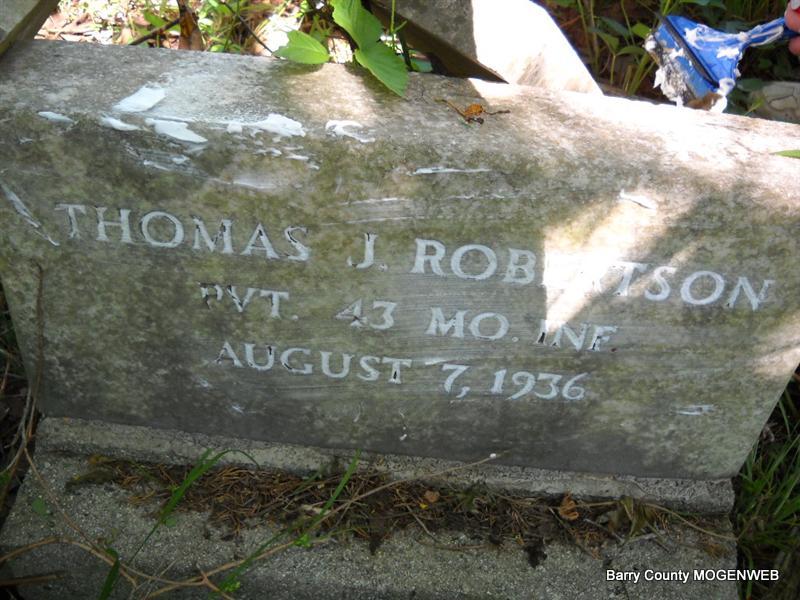 THOMAS J. ROBERTSON
PVT. 43 MO. INF
AUGUST 7, 1936
Barry County MOGENWEB